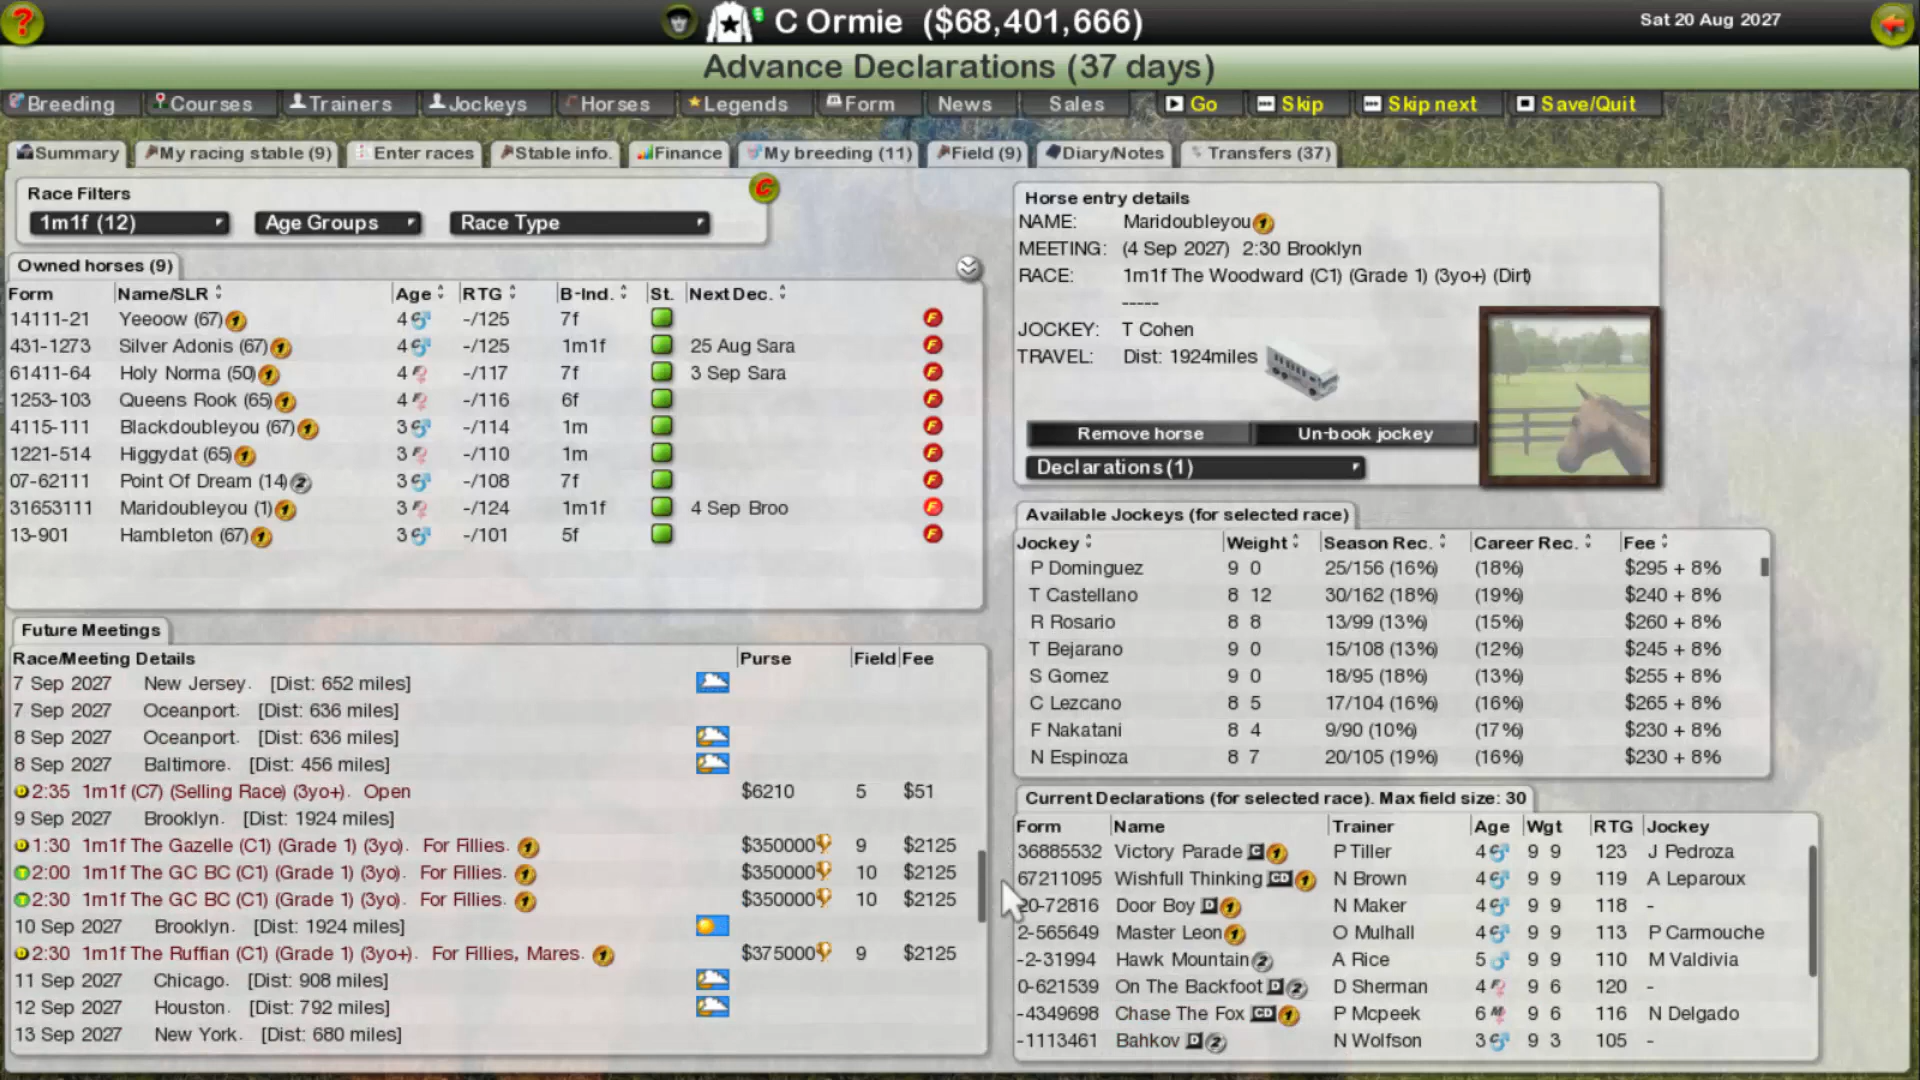 C Ormie ($68,401,666)
Sat 20 Aug 2027
Advance Declarations (37 days)
Breeding Courses Trainers Jockeys Horses Legends Form News Sales Go Skip Skip next Save/Quit
Summary My racing stable (9) Enter races Stable info. Finance My breeding (11) Field (9) Diary/Notes Transfers (37)
Race Filters
1m1f (12) Age Groups Race Type
Owned horses (9)
Form Name/SLR Age RTG B-Ind. St. Next Dec.
14111-21 Yeeoow (67) 1 4 -/125 7f F
431-1273 Silver Adonis (67) 1 4 -/125 1m1f 25 Aug Sara F
61411-64 Holy Norma (50) 1 4 -/117 7f 3 Sep Sara F
1253-103 Queens Rook (65) 1 4 -/116 6f F
4115-111 Blackdoubleyou (67) 1 3 -/114 1m F
1221-514 Higgydat (65) 1 3 -/110 1m F
07-62111 Point Of Dream (14) 2 3 -/108 7f F
31653111 Maridoubleyou (1) 1 3 -/124 1m1f 4 Sep Broo F
13-901 Hambleton (67) 1 3 -/101 5f F
Future Meetings
Race/Meeting Details Purse Field Fee
7 Sep 2027 New Jersey. [Dist: 652 miles]
7 Sep 2027 Oceanport. [Dist: 636 miles]
8 Sep 2027 Oceanport. [Dist: 636 miles]
8 Sep 2027 Baltimore. [Dist: 456 miles]
D 2:35 1m1f (C7) (Selling Race) (3yo+). Open $6210 5 $51
9 Sep 2027 Brooklyn. [Dist: 1924 miles]
D 1:30 1m1f The Gazelle (C1) (Grade 1) (3yo). For Fillies. 1 $350000 9 $2125
T 2:00 1m1f The GC BC (C1) (Grade 1) (3yo). For Fillies. 1 $350000 10 $2125
T 2:30 1m1f The GC BC (C1) (Grade 1) (3yo). For Fillies. 1 $350000 10 $2125
10 Sep 2027 Brooklyn. [Dist: 1924 miles]
D 2:30 1m1f The Ruffian (C1) (Grade 1) (3yo+). For Fillies, Mares. 1 $375000 9 $2125
11 Sep 2027 Chicago. [Dist: 908 miles]
12 Sep 2027 Houston. [Dist: 792 miles]
13 Sep 2027 New York. [Dist: 680 miles]
Horse entry details
NAME: Maridoubleyou 1
MEETING: (4 Sep 2027) 2:30 Brooklyn
RACE: 1m1f The Woodward (C1) (Grade 1) (3yo+) (Dirt)
-----
JOCKEY: T Cohen
TRAVEL: Dist: 1924miles
Remove horse Un-book jockey
Declarations(1)
Available Jockeys (for selected race)
Jockey Weight Season Rec. Career Rec. Fee
P Dominguez 9 0 25/156 (16%) (18%) $295 + 8%
T Castellano 8 12 30/162 (18%) (19%) $240 + 8%
R Rosario 8 8 13/99 (13%) (15%) $260 + 8%
T Bejarano 9 0 15/108 (13%) (12%) $245 + 8%
S Gomez 9 0 18/95 (18%) (13%) $255 + 8%
C Lezcano 8 5 17/104 (16%) (16%) $265 + 8%
F Nakatani 8 4 9/90 (10%) (17%) $230 + 8%
N Espinoza 8 7 20/105 (19%) (16%) $230 + 8%
Current Declarations (for selected race). Max field size: 30
Form Name Trainer Age Wgt RTG Jockey
36885532 Victory Parade C 1 P Tiller 4 9 9 123 J Pedroza
67211095 Wishfull Thinking CD 1 N Brown 4 9 9 119 A Leparoux
20-72816 Door Boy D 1 N Maker 4 9 9 118 -
2-565649 Master Leon 1 O Mulhall 4 9 9 113 P Carmouche
-2-31994 Hawk Mountain 2 A Rice 5 9 9 110 M Valdivia
0-621539 On The Backfoot D 2 D Sherman 4 9 6 120 -
-4349698 Chase The Fox CD 1 P Mcpeek 6 9 6 116 N Delgado
-1113461 Bahkov D 2 N Wolfson 3 9 3 105 -